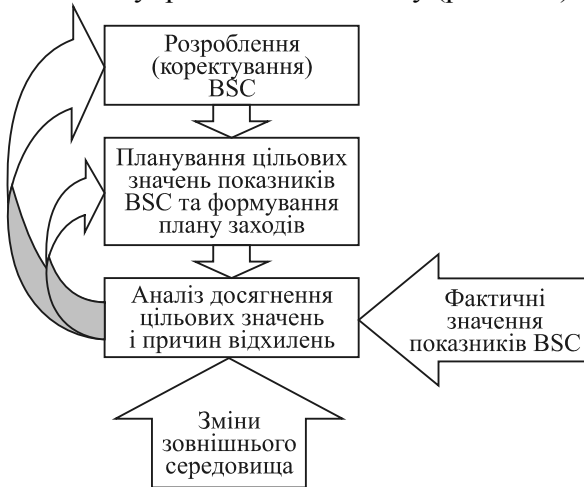 Розроблення
(коректування)
BSC
Планування цільових
значень показників
BSC та формування
плану заходів
Аналіз досягнення
цільових значень
і причин відхилень
Фактичні
значення
показників BSC
Зміни
зовнішнього
середовища